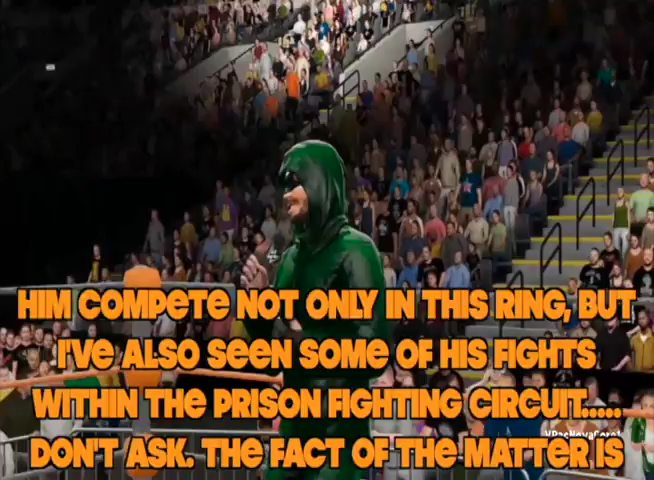 HIM COMPETE NOT ONLY IN THIS RING, BUT
I'VE ALSO SEEN SOME OF HIS FIGHTS
WITHIN THE PRISON FIGHTING CIRCUIT.....
DON'T ASK. THE FACT OF THE MATTER IS